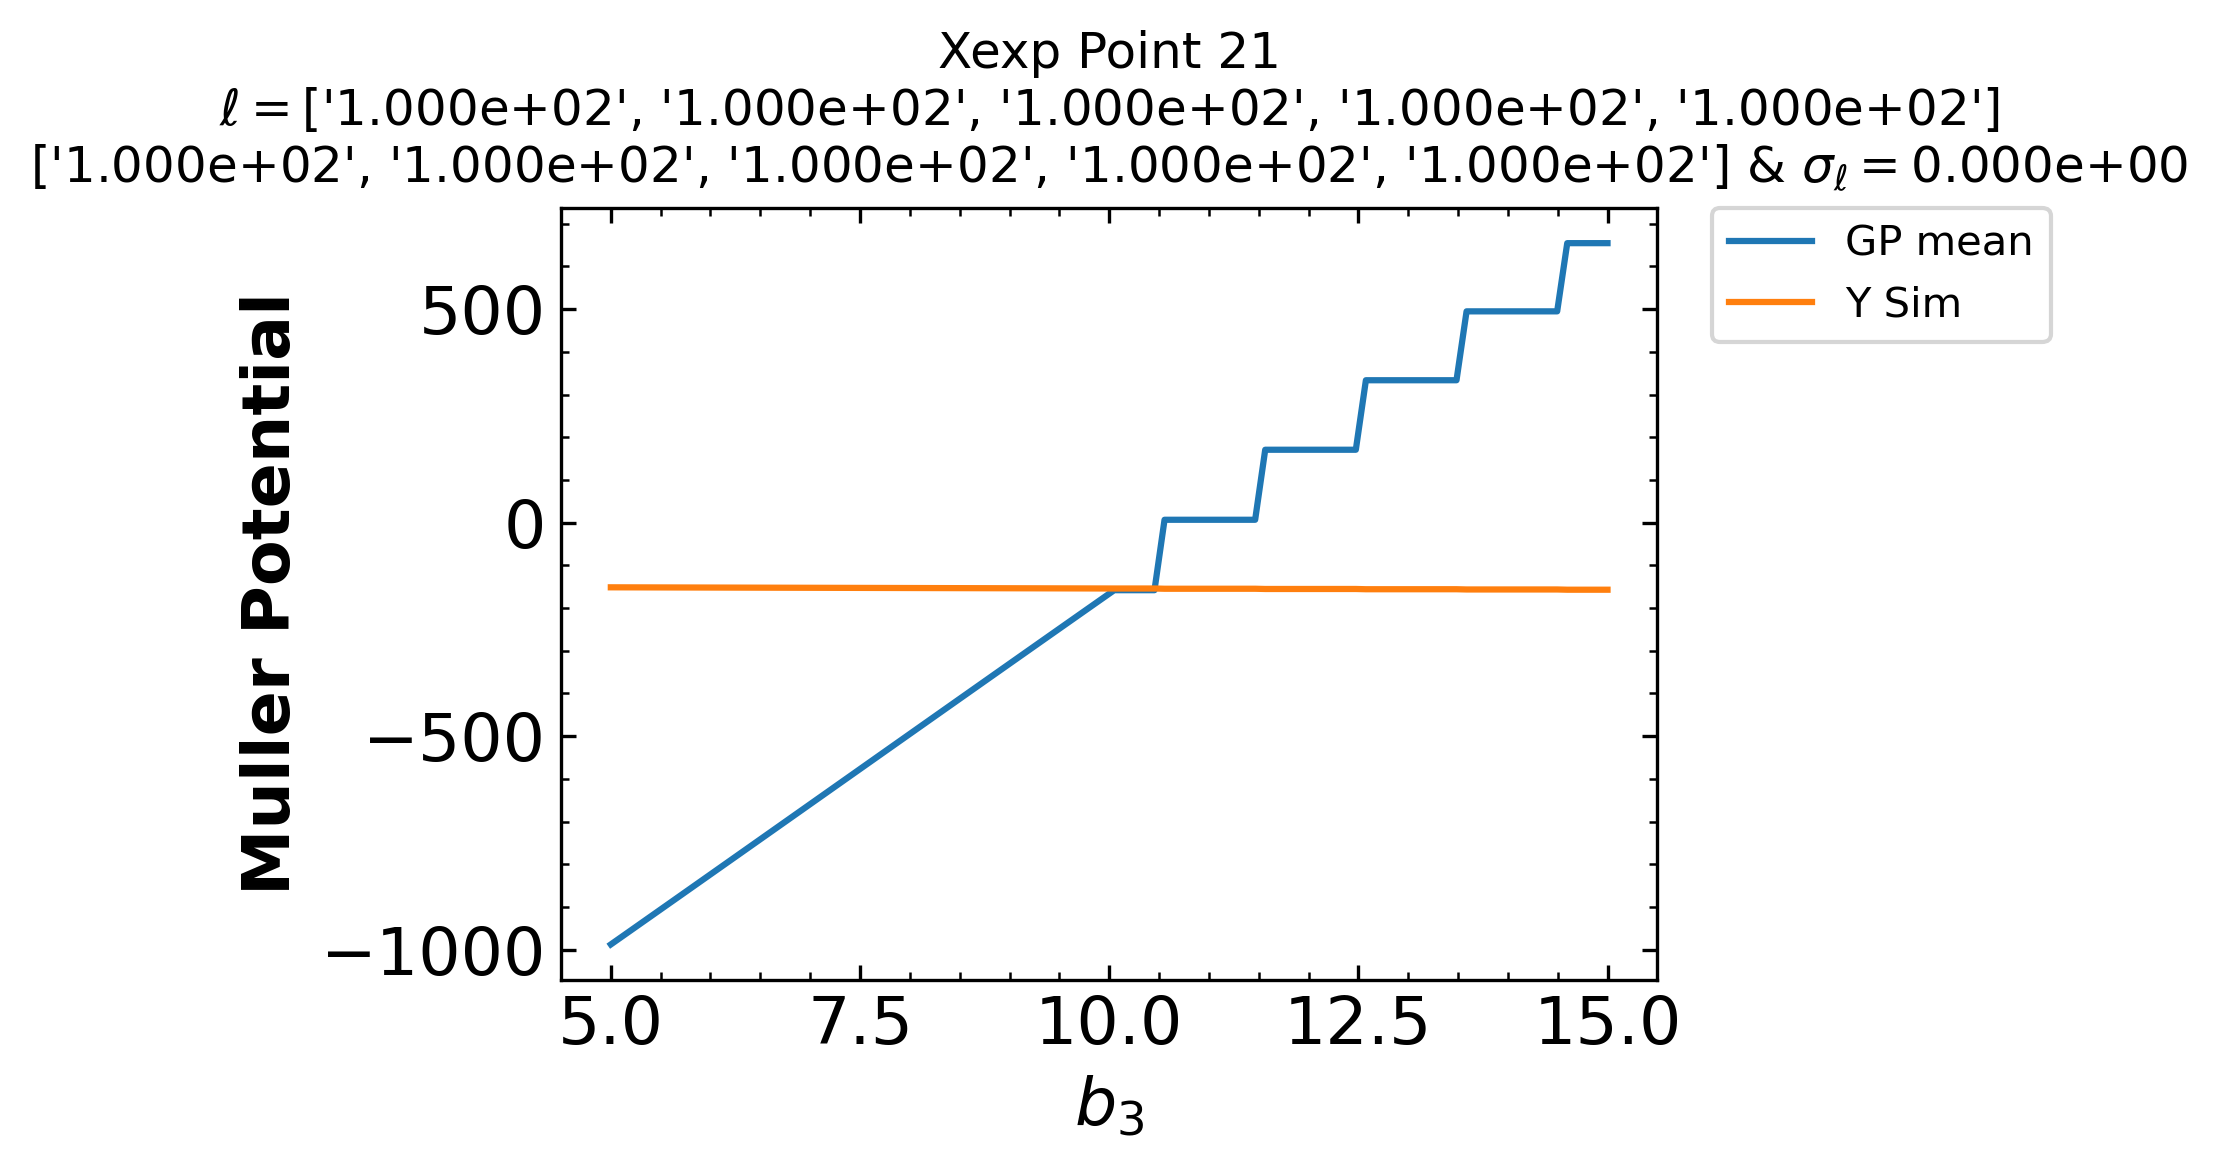 Xexp Point 21
ℓ = ['1.000e+02', '1.000e+02', '1.000e+02', '1.000e+02', '1.000e+02']
['1.000e+02', '1.000e+02', '1.000e+02', '1.000e+02', '1.000e+02'] & σℓ = 0.000e+00
GP mean
Y Sim
Muller Potential
500
0
−500
−1000
5.0 7.5 10.0 12.5 15.0
b₃